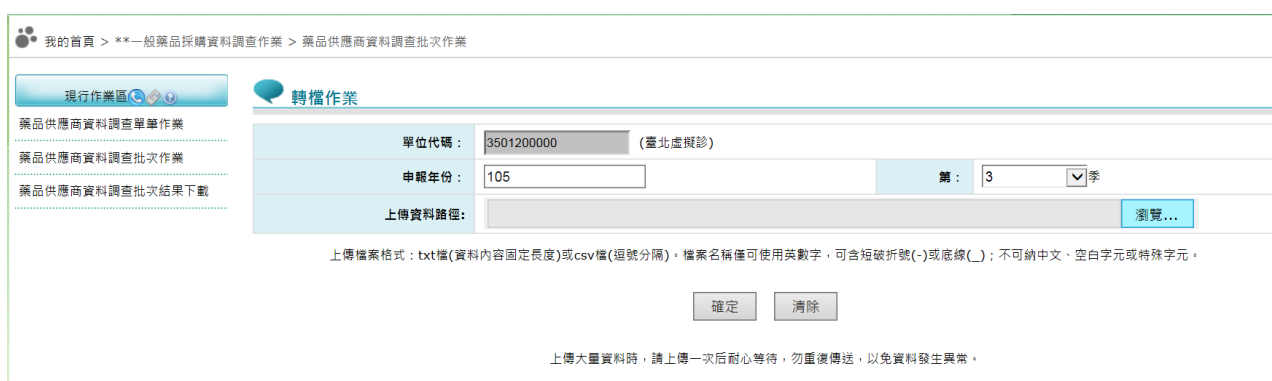 我的首頁 > **一般藥品採購資料調查作業 > 藥品供應商資料調查批次作業
現行作業區
藥品供應商資料調查單筆作業
藥品供應商資料調查批次作業
藥品供應商資料調查批次結果下載
轉檔作業
單位代碼： 3501200000 (臺北虛擬診)
申報年份： 105 第： 3 季
上傳資料路徑: 瀏覽...
上傳檔案格式：txt檔(資料內容固定長度)或csv檔(逗號分隔)。檔案名稱僅可使用英數字，可含短破折號(-)或底線(_)；不可納中文、空白字元或特殊字元。
確定 清除
上傳大量資料時，請上傳一次后耐心等待，勿重復傳送，以免資料發生異常。